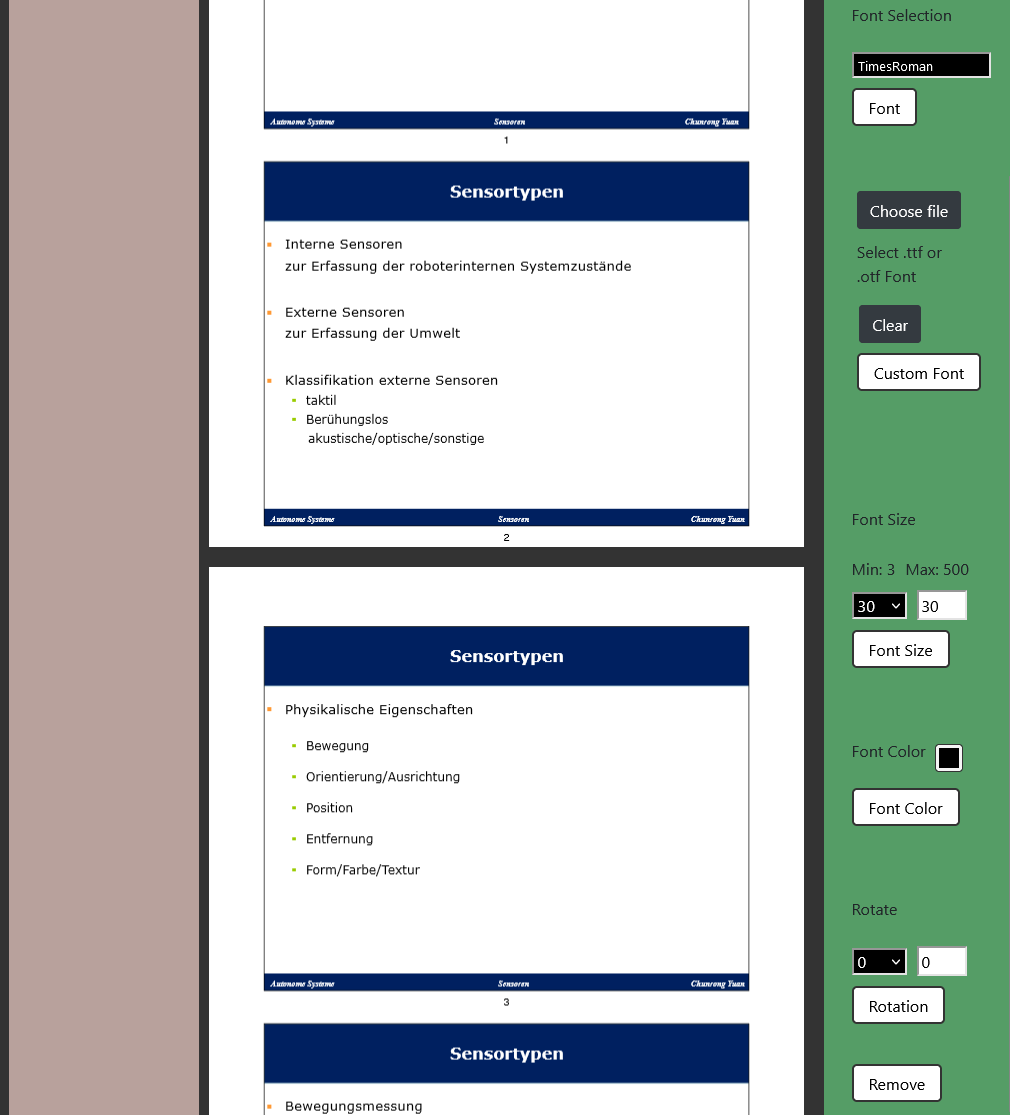 Autonome Systeme Sensoren Chunrong Yuan
1
Sensortypen
Interne Sensoren
zur Erfassung der roboterinternen Systemzustände
Externe Sensoren
zur Erfassung der Umwelt
Klassifikation externe Sensoren
taktil
Berühungslos
akustische/optische/sonstige
Autonome Systeme Sensoren Chunrong Yuan
2
Sensortypen
Physikalische Eigenschaften
Bewegung
Orientierung/Ausrichtung
Position
Entfernung
Form/Farbe/Textur
Autonome Systeme Sensoren Chunrong Yuan
3
Sensortypen
Bewegungsmessung
Font Selection
TimesRoman
Font
Choose file
Select .ttf or
.otf Font
Clear
Custom Font
Font Size
Min: 3 Max: 500
30 30
Font Size
Font Color
Font Color
Rotate
0 0
Rotation
Remove